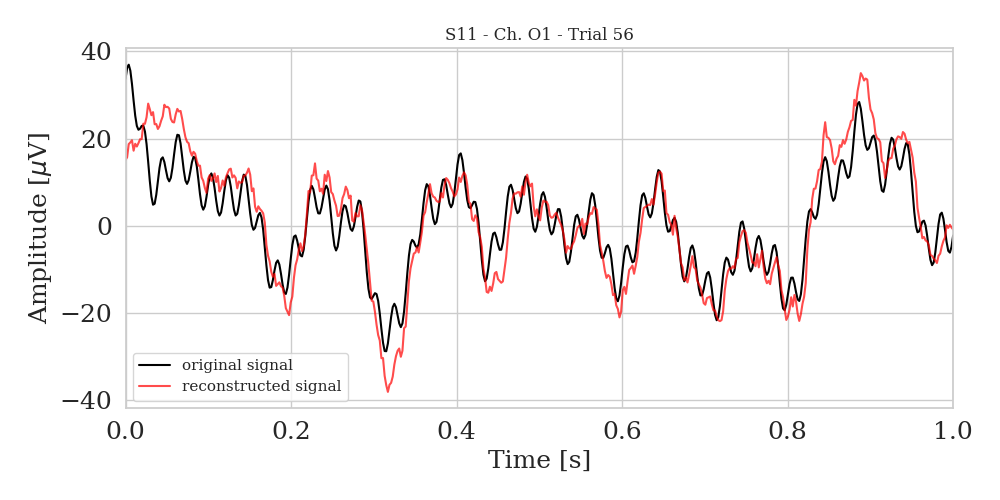 S11 - Ch. O1 - Trial 56
Amplitude [μV]
40
20
0
−20
−40
original signal
reconstructed signal
0.0 0.2 0.4 0.6 0.8 1.0
Time [s]